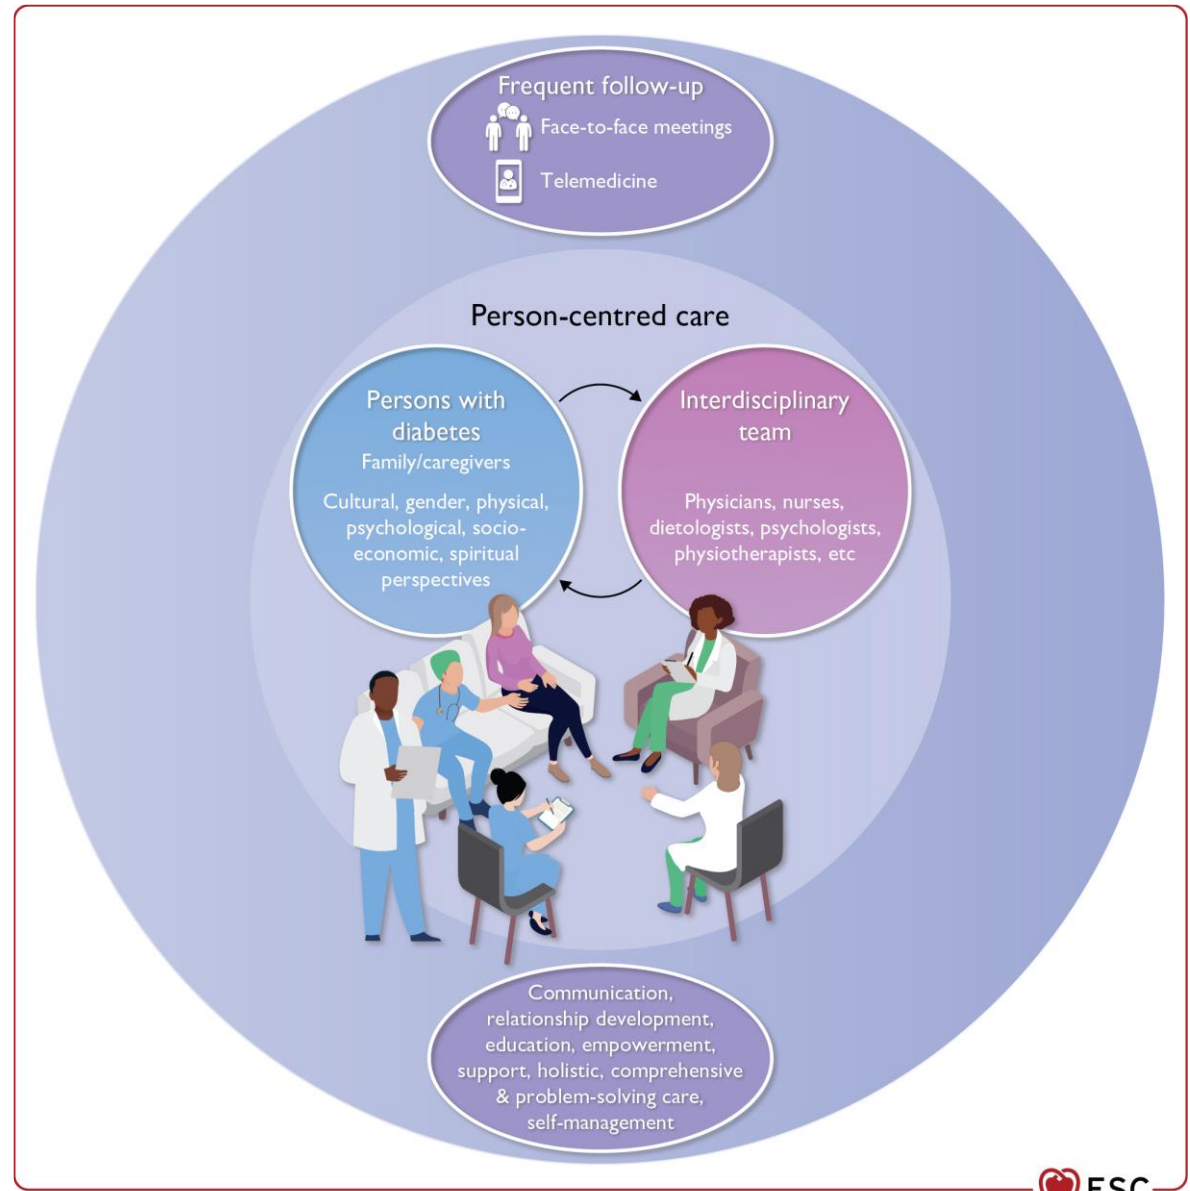 Frequent follow-up
Face-to-face meetings
Telemedicine
Person-centred care
Persons with
diabetes
Family/caregivers
Cultural, gender, physical,
psychological, socio-
economic, spiritual
perspectives
Interdisciplinary
team
Physicians, nurses,
dietologists, psychologists,
physiotherapists, etc
Communication,
relationship development,
education, empowerment,
support, holistic, comprehensive
& problem-solving care,
self-management
ESC